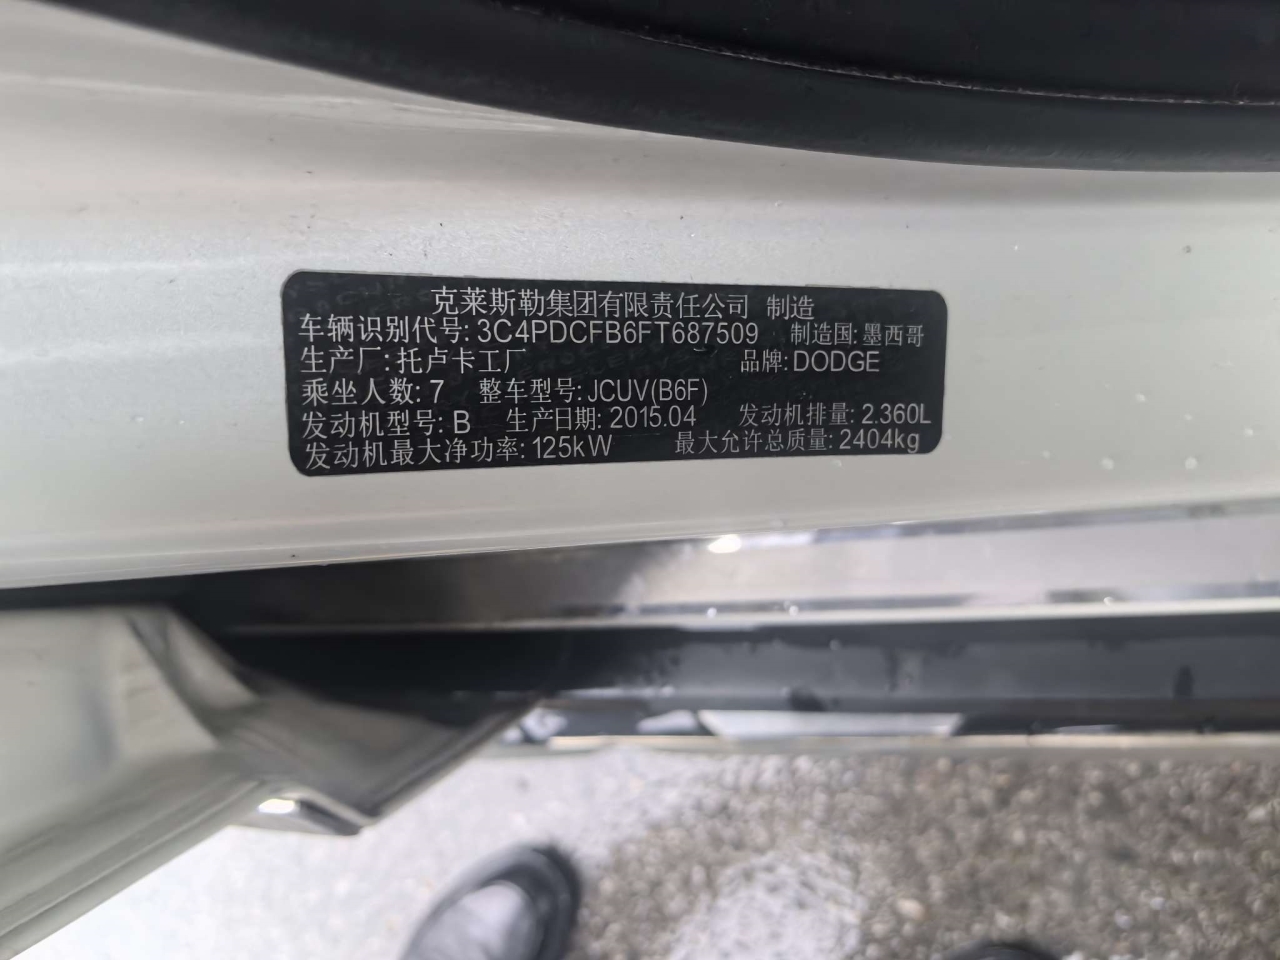 克莱斯勒集团有限责任公司 制造
车辆识别代号: 3C4PDCFB6FT687509 制造国: 墨西哥
生产厂: 托卢卡工厂 品牌: DODGE
乘坐人数: 7 整车型号: JCUV(B6F)
发动机型号: B 生产日期: 2015.04 发动机排量: 2.360L
发动机最大净功率: 125kW 最大允许总质量: 2404kg